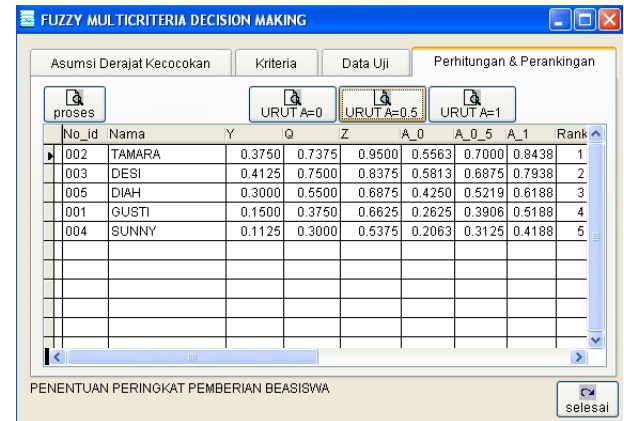 FUZZY MULTICRITERIA DECISION MAKING
Asumsi Derajat Kecocokan Kriteria Data Uji Perhitungan & Perankingan
proses URUT A=0 URUT A=0.5 URUT A=1
No_id Nama Y Q Z A_0 A_0_5 A_1 Rank
002 TAMARA 0.3750 0.7375 0.9500 0.5563 0.7000 0.8438 1
003 DESI 0.4125 0.7500 0.8375 0.5813 0.6875 0.7938 2
005 DIAH 0.3000 0.5500 0.6875 0.4250 0.5219 0.6188 3
001 GUSTI 0.1500 0.3750 0.6625 0.2625 0.3906 0.5188 4
004 SUNNY 0.1125 0.3000 0.5375 0.2063 0.3125 0.4188 5
PENENTUAN PERINGKAT PEMBERIAN BEASISWA
selesai